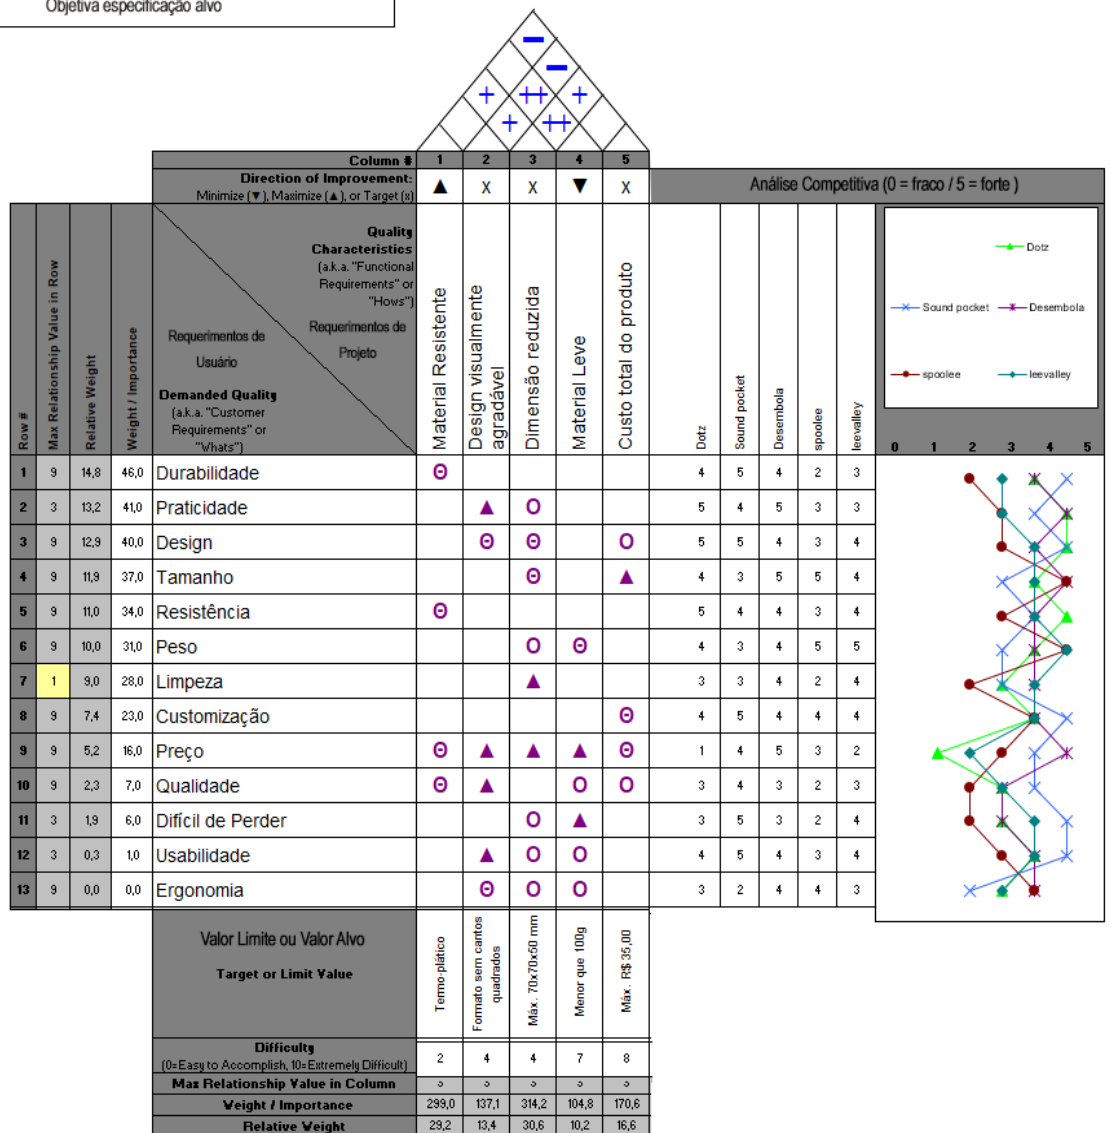 Objetiva especificação alvo
Column # 1 2 3 4 5
Direction of Improvement:
Minimize (▼), Maximize (▲), or Target (x) ▲ X X ▼ X
Análise Competitiva (0 = fraco / 5 = forte )
Row #
Max Relationship Value in Row
Relative Weight
Weight / Importance
Quality
Characteristics
(a.k.a. "Functional
Requirements" or
"Hows")
Requerimentos de
Projeto
Requerimentos de
Usuário
Demanded Quality
(a.k.a. "Customer
Requirements" or
"Whats")
Material Resistente
Design visualmente
agradável
Dimensão reduzida
Material Leve
Custo total do produto
Dotz
Sound pocket
Desembola
spoolee
leevalley
Dotz
Sound pocket Desembola
spoolee leevalley
0 1 2 3 4 5
1 9 14,8 46,0 Durabilidade Θ 4 5 4 2 3
2 3 13,2 41,0 Praticidade ▲ O 5 4 5 3 3
3 9 12,9 40,0 Design Θ Θ O 5 5 4 3 4
4 9 11,9 37,0 Tamanho Θ ▲ 4 3 5 5 4
5 9 11,0 34,0 Resistência Θ 5 4 4 3 4
6 9 10,0 31,0 Peso O Θ 4 3 4 5 5
7 1 9,0 28,0 Limpeza ▲ 3 3 4 2 4
8 9 7,4 23,0 Customização Θ 4 5 4 4 4
9 9 5,2 16,0 Preço Θ ▲ ▲ ▲ Θ 1 4 5 3 2
10 9 2,3 7,0 Qualidade Θ ▲ O O 3 4 3 2 3
11 3 1,9 6,0 Difícil de Perder O ▲ 3 5 3 2 4
12 3 0,3 1,0 Usabilidade ▲ O O 4 5 4 3 4
13 9 0,0 0,0 Ergonomia Θ O O 3 2 4 4 3
Valor Limite ou Valor Alvo
Target or Limit Value
Termo-plático
Formato sem cantos
quadrados
Máx. 70x70x50 mm
Menor que 100g
Máx. R$ 35,00
Difficulty
(0=Easy to Accomplish, 10=Extremely Difficult) 2 4 4 7 8
Max Relationship Value in Column
Weight / Importance 299,0 137,1 314,2 104,8 170,6
Relative Weight 29,2 13,4 30,6 10,2 16,6